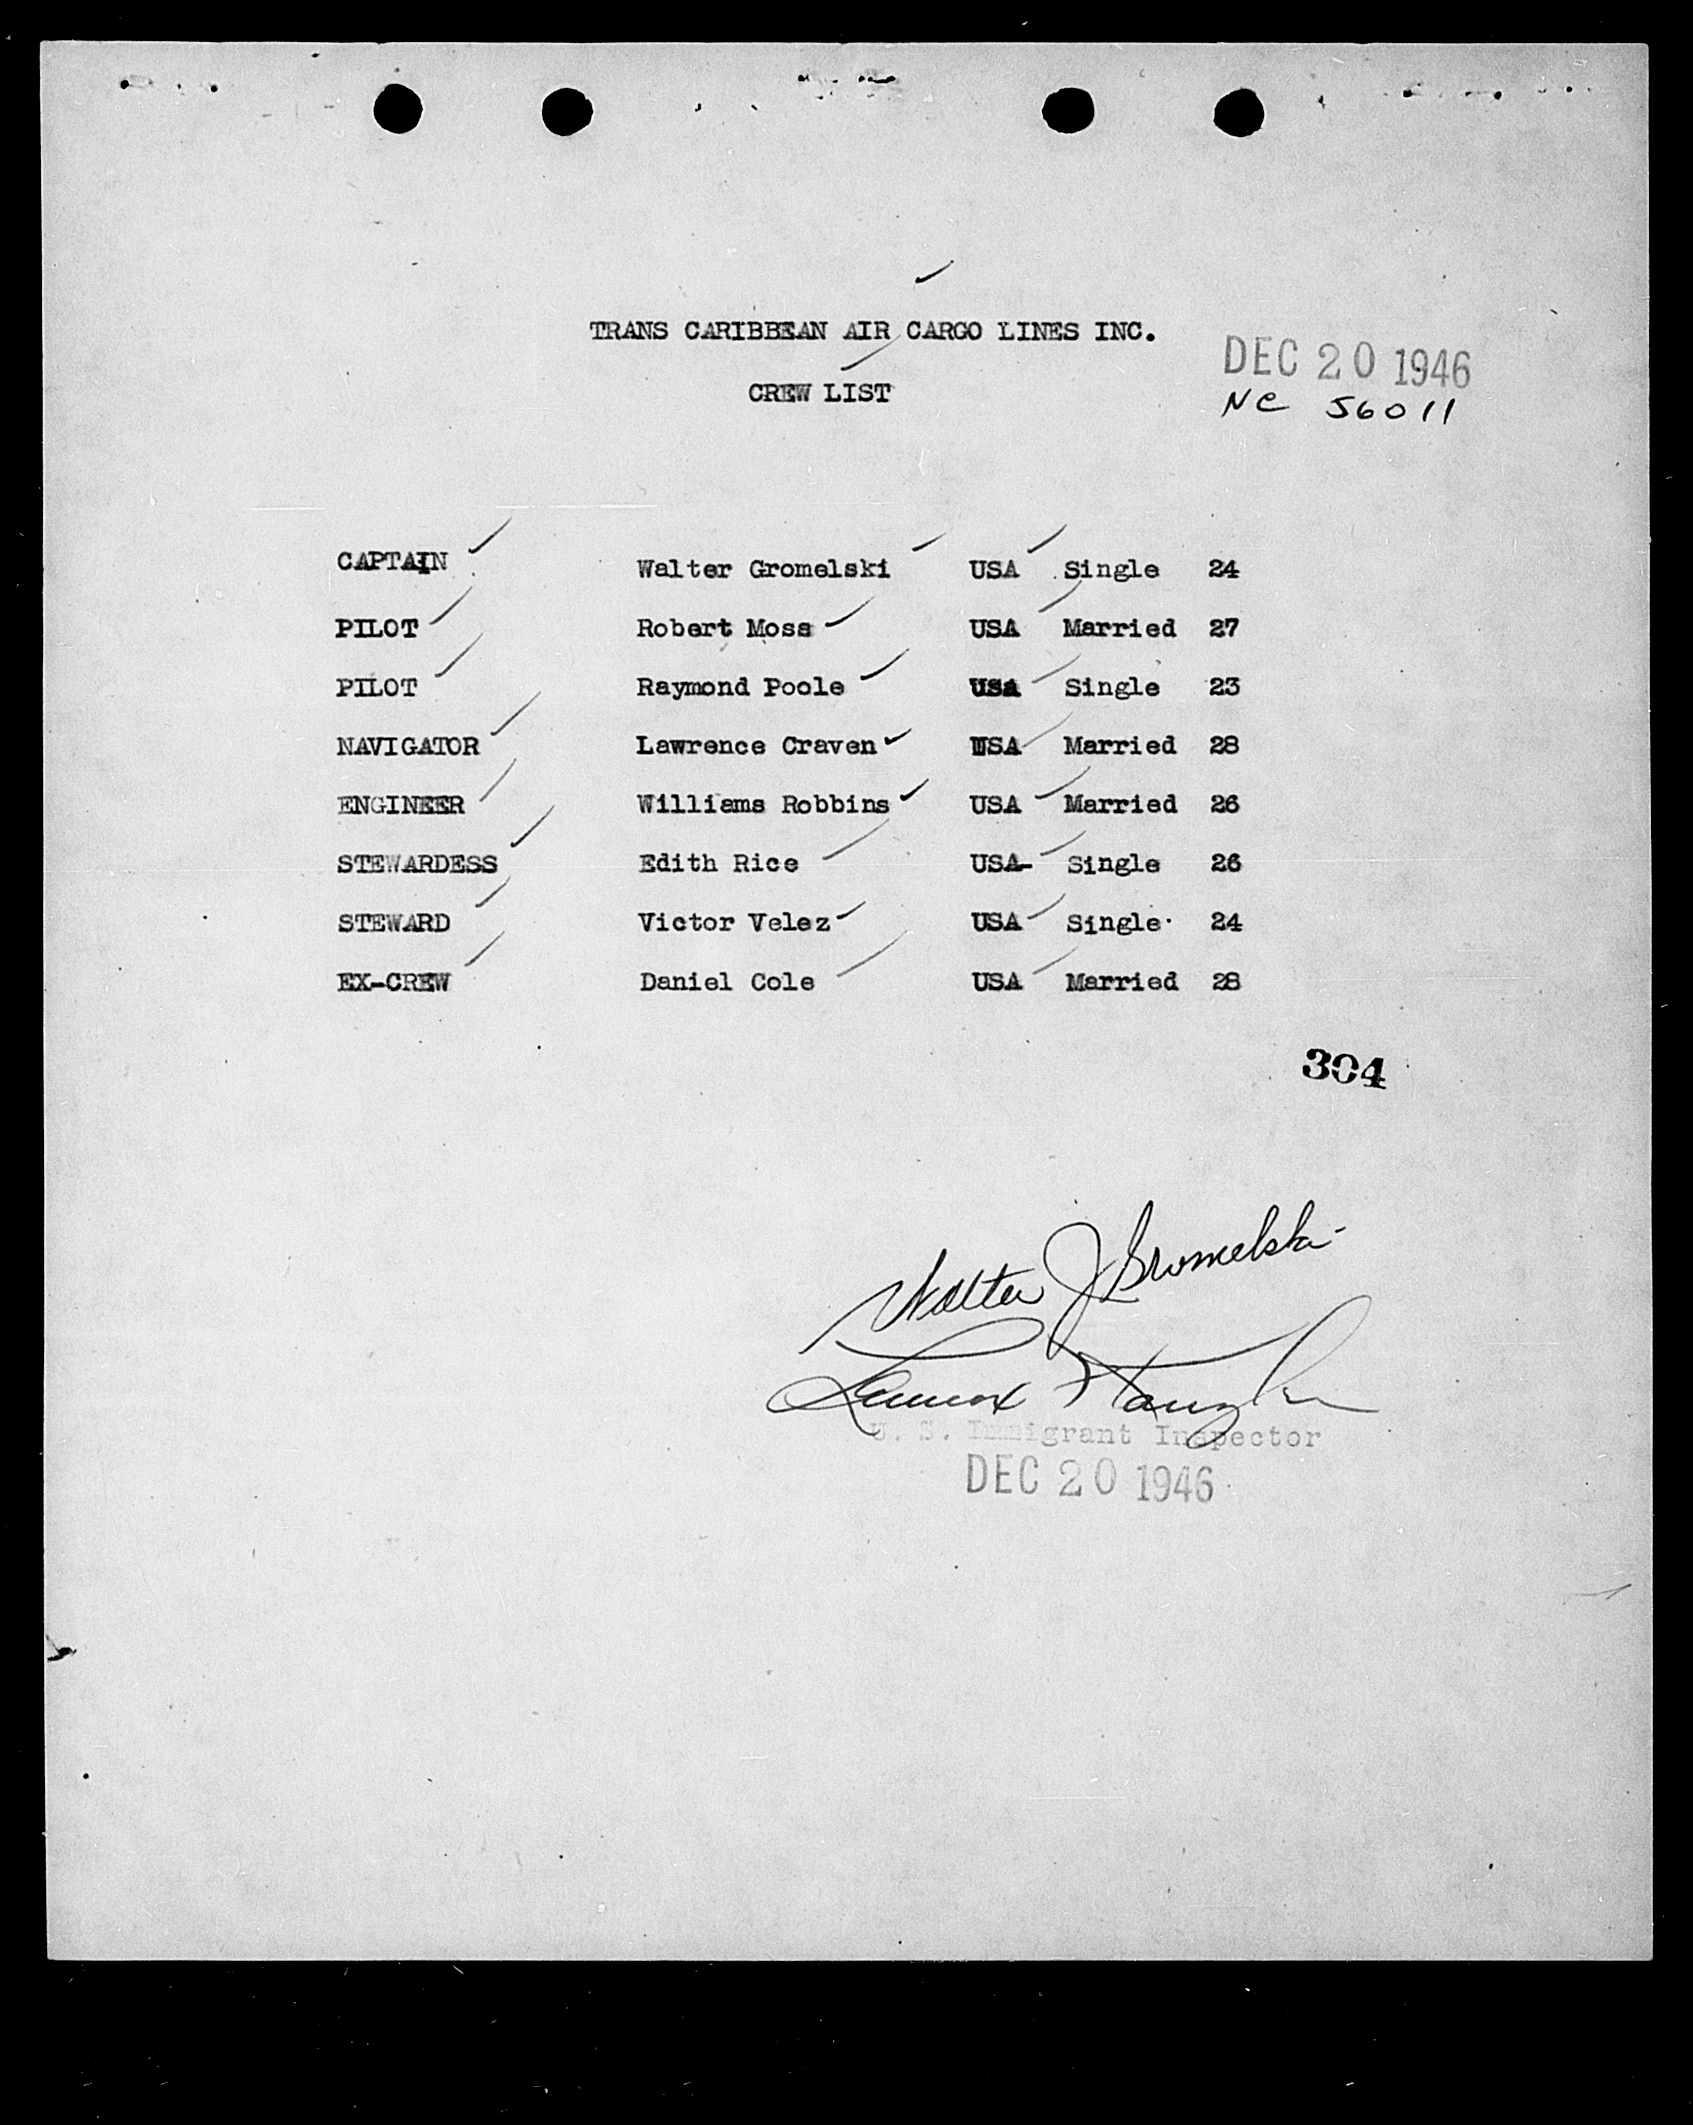 TRANS CARIBBEAN AIR CARGO LINES INC.
CREW LIST
DEC 20 1946
NC 56011
CAPTAIN Walter Gromelski USA Single 24
PILOT Robert Moss USA Married 27
PILOT Raymond Poole USA Single 23
NAVIGATOR Lawrence Craven USA Married 28
ENGINEER Williams Robbins USA Married 26
STEWARDESS Edith Rice USA- Single 26
STEWARD Victor Velez USA Single 24
EX-CREW Daniel Cole USA Married 28
304
Walter J Gromelski
U. S. Immigrant Inspector
DEC 20 1946